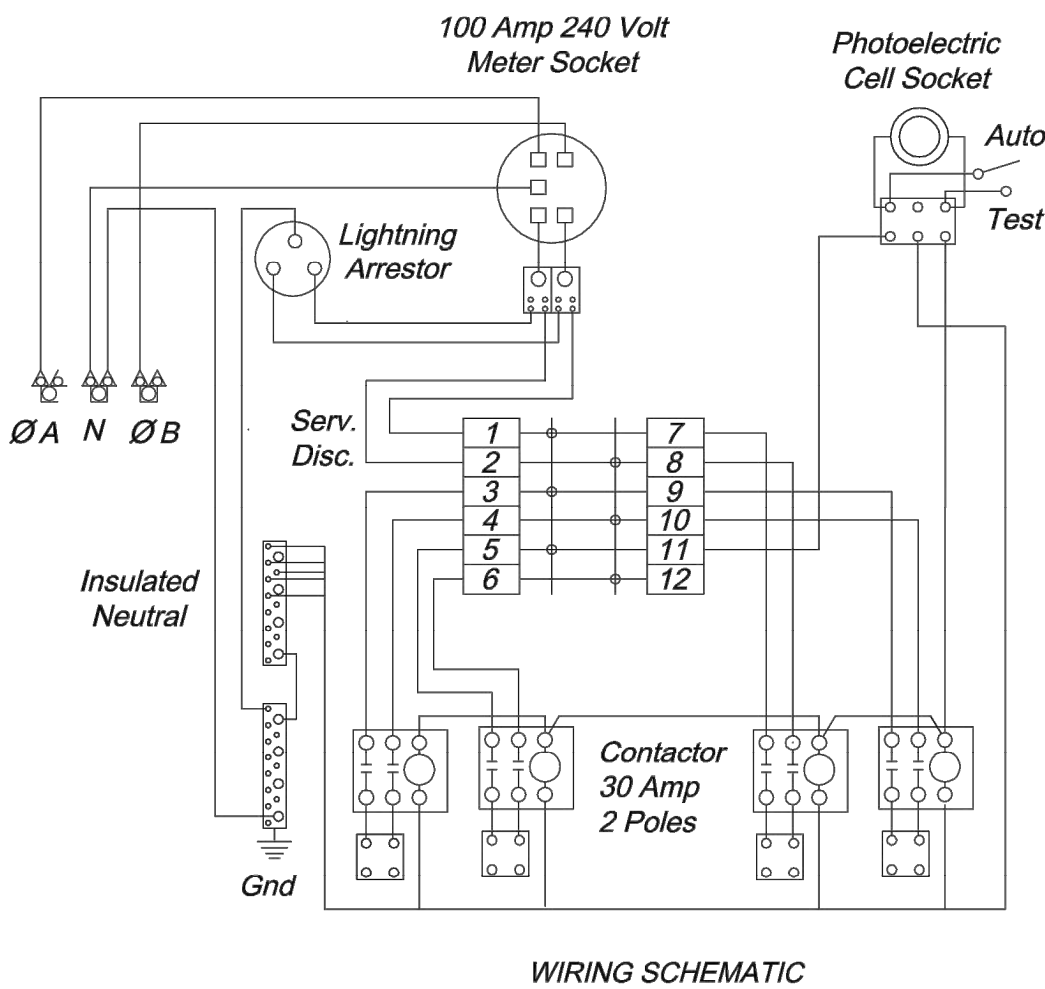 100 Amp 240 Volt
Meter Socket
Photoelectric
Cell Socket
Auto
Test
Lightning
Arrestor
ØA N ØB
Serv.
Disc.
1 7
2 8
3 9
4 10
5 11
6 12
Insulated
Neutral
Contactor
30 Amp
2 Poles
Gnd
WIRING SCHEMATIC